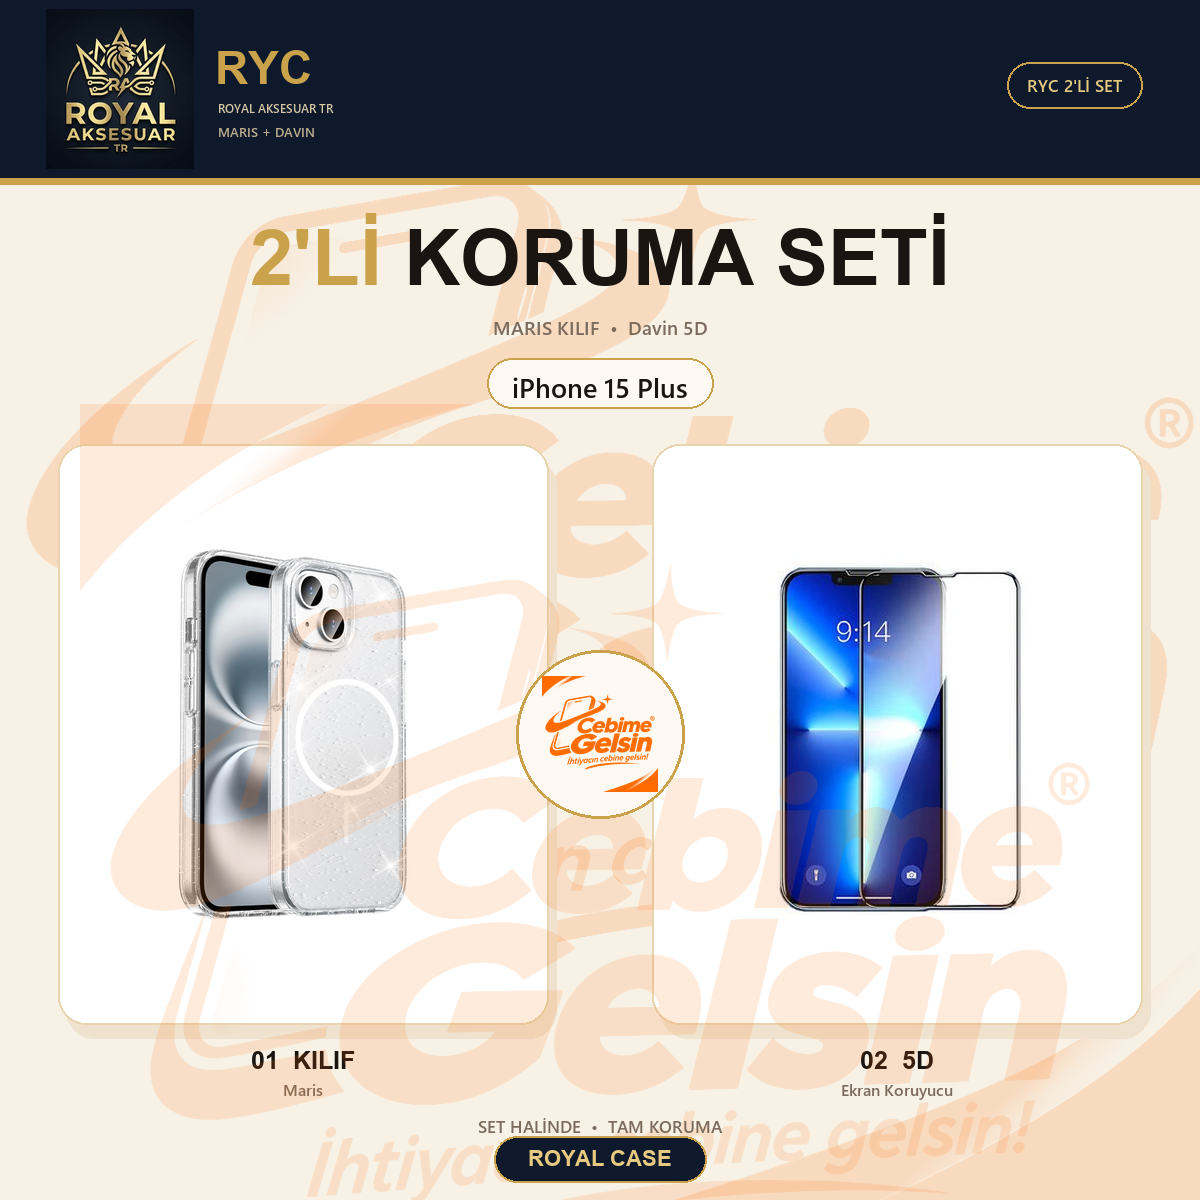 ROYAL
AKSESUAR
TR
RYC
ROYAL AKSESUAR TR
MARIS + DAVIN
RYC 2'Lİ SET
2'Lİ KORUMA SETİ
MARIS KILIF • Davin 5D
iPhone 15 Plus
9:14
Cebime®
Gelsin
İhtiyacın cebine gelsin!
Cebime®
Gelsin
01 KILIF
Maris
02 5D
Ekran Koruyucu
SET HALİNDE • TAM KORUMA
ROYAL CASE